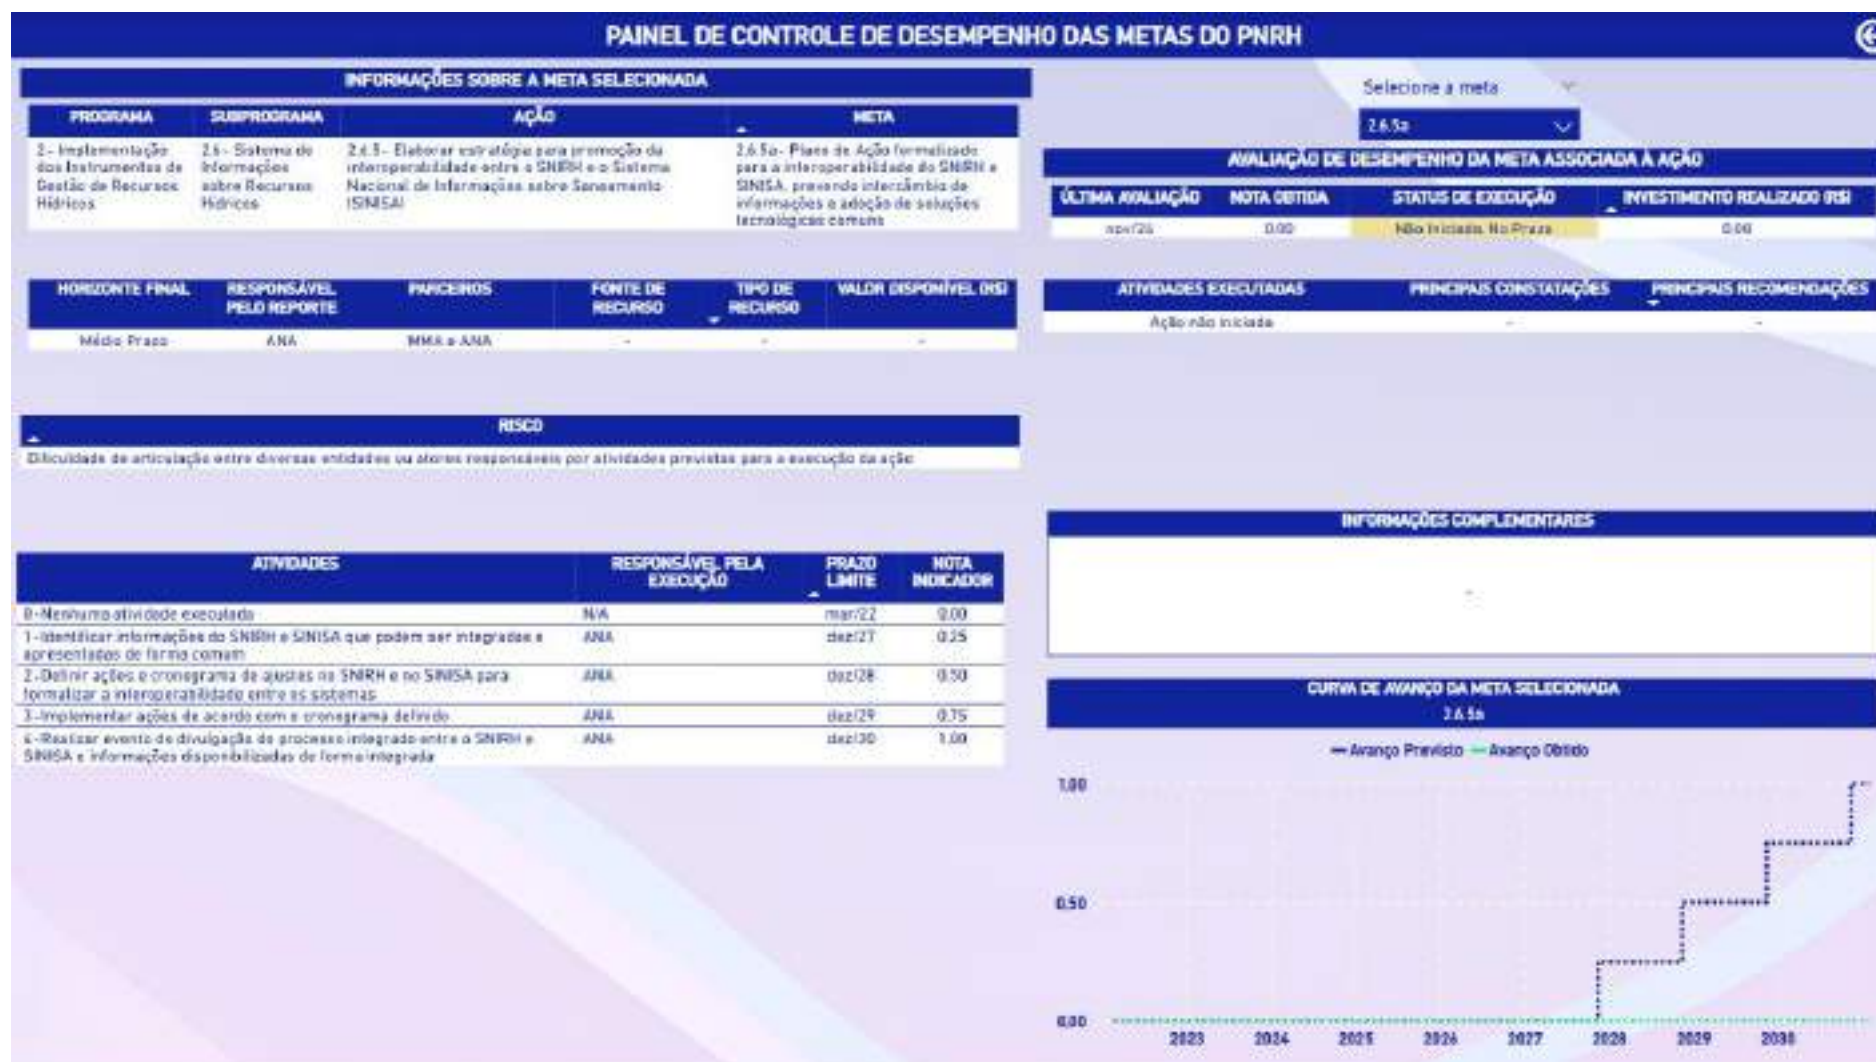 PAINEL DE CONTROLE DE DESEMPENHO DAS METAS DO PNRH
INFORMAÇÕES SOBRE A META SELECIONADA
PROGRAMA SUBPROGRAMA AÇÃO META
2- Implementação 2.6- Sistema de 2.6.5- Elaborar estratégia para promoção da 2.6.5a- Plano de Ação formalizado
dos Instrumentos de Informações interoperabilidade entre o SNIRH e o Sistema para a interoperabilidade do SNIRH e
Gestão de Recursos sobre Recursos Nacional de Informações sobre Saneamento SINISA, prevendo intercâmbio de
Hídricos Hídricos (SINISA) informações e adoção de soluções
tecnológicas comuns
Selecione a meta
2.6.5a
AVALIAÇÃO DE DESEMPENHO DA META ASSOCIADA À AÇÃO
ÚLTIMA AVALIAÇÃO NOTA OBTIDA STATUS DE EXECUÇÃO INVESTIMENTO REALIZADO (R$)
0.00 Não Iniciada. No Prazo 0.00
HORIZONTE FINAL RESPONSÁVEL PARCEIROS FONTE DE TIPO DE VALOR DISPONÍVEL (R$)
PELO REPORTE RECURSO RECURSO
Médio Prazo ANA MMA e ANA - - -
ATIVIDADES EXECUTADAS PRINCIPAIS CONSTATAÇÕES PRINCIPAIS RECOMENDAÇÕES
Ação não iniciada - -
RISCO
Dificuldade de articulação entre diversas entidades ou atores responsáveis por atividades previstas para a execução da ação
INFORMAÇÕES COMPLEMENTARES
-
ATIVIDADES RESPONSÁVEL PELA PRAZO NOTA
EXECUÇÃO LIMITE INDICADOR
0-Nenhuma atividade executada N/A mar/22 0.00
1-Identificar informações do SNIRH e SINISA que podem ser integradas e ANA dez/27 0.25
apresentadas de forma comum
2-Definir ações e cronograma de ajustes no SNIRH e no SINISA para ANA dez/28 0.50
formalizar a interoperabilidade entre os sistemas
3-Implementar ações de acordo com o cronograma definido ANA dez/29 0.75
4-Realizar evento de divulgação do processo integrado entre o SNIRH e ANA dez/30 1.00
SINISA e informações disponibilizadas de forma integrada
CURVA DE AVANÇO DA META SELECIONADA
2.6.5a
Avanço Previsto Avanço Obtido
1.00
0.50
0.00
2023 2024 2025 2026 2027 2028 2029 2030